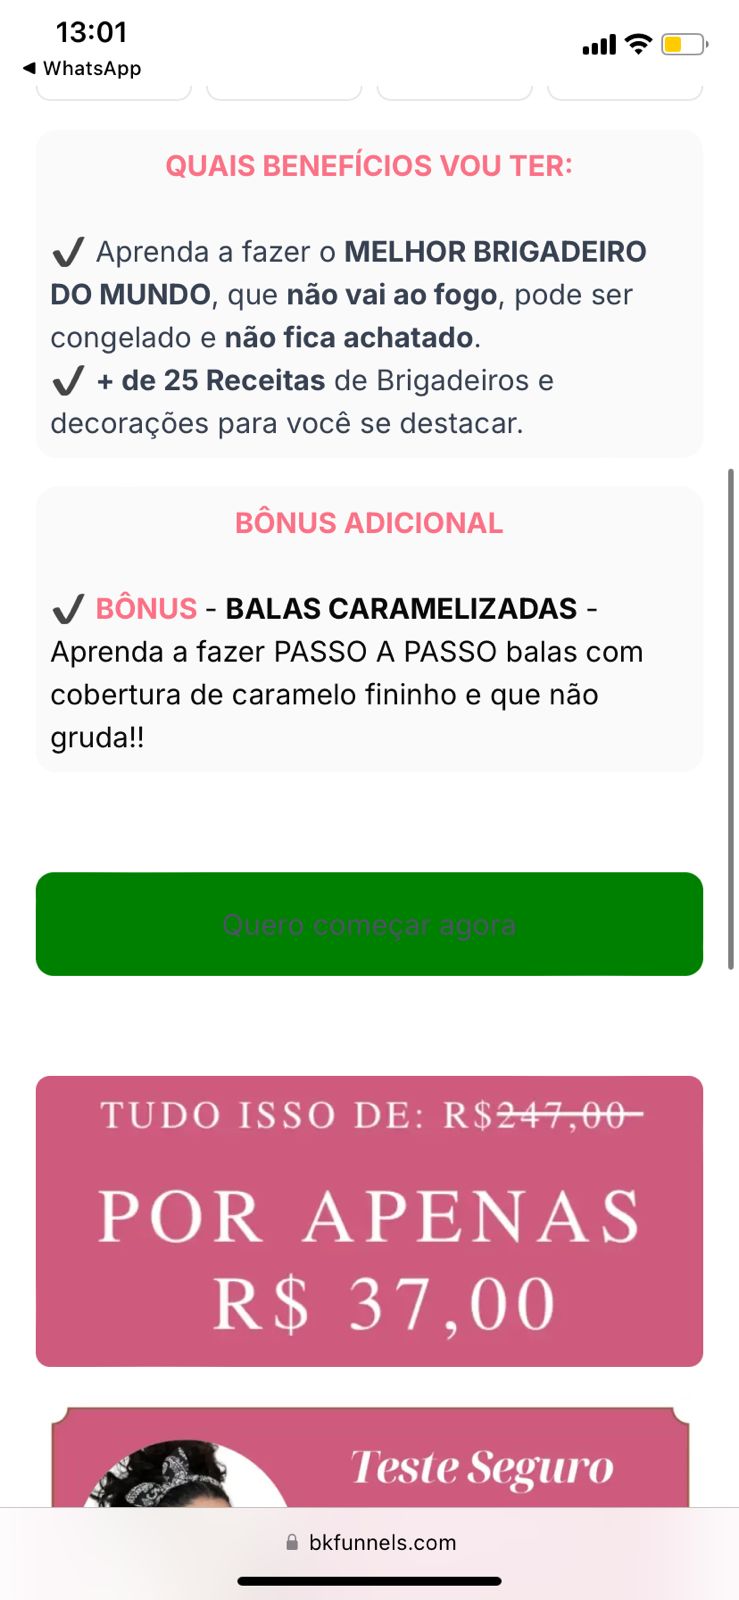 13:01
◀ WhatsApp
QUAIS BENEFÍCIOS VOU TER:
✔ Aprenda a fazer o MELHOR BRIGADEIRO
DO MUNDO, que não vai ao fogo, pode ser
congelado e não fica achatado.
✔ + de 25 Receitas de Brigadeiros e
decorações para você se destacar.
BÔNUS ADICIONAL
✔ BÔNUS - BALAS CARAMELIZADAS -
Aprenda a fazer PASSO A PASSO balas com
cobertura de caramelo fininho e que não
gruda!!
Quero começar agora
TUDO ISSO DE: R$247,00
POR APENAS
R$ 37,00
Teste Seguro
bkfunnels.com